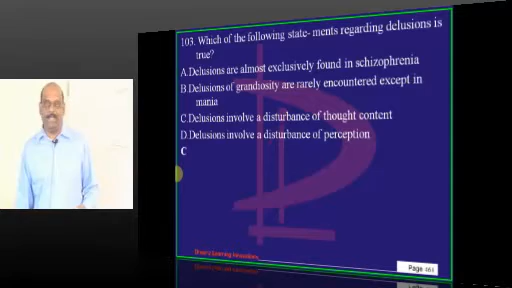 103. Which of the following state- ments regarding delusions is
true?
A.Delusions are almost exclusively found in schizophrenia
B.Delusions of grandiosity are rarely encountered except in
mania
C.Delusions involve a disturbance of thought content
D.Delusions involve a disturbance of perception
C
Page 461